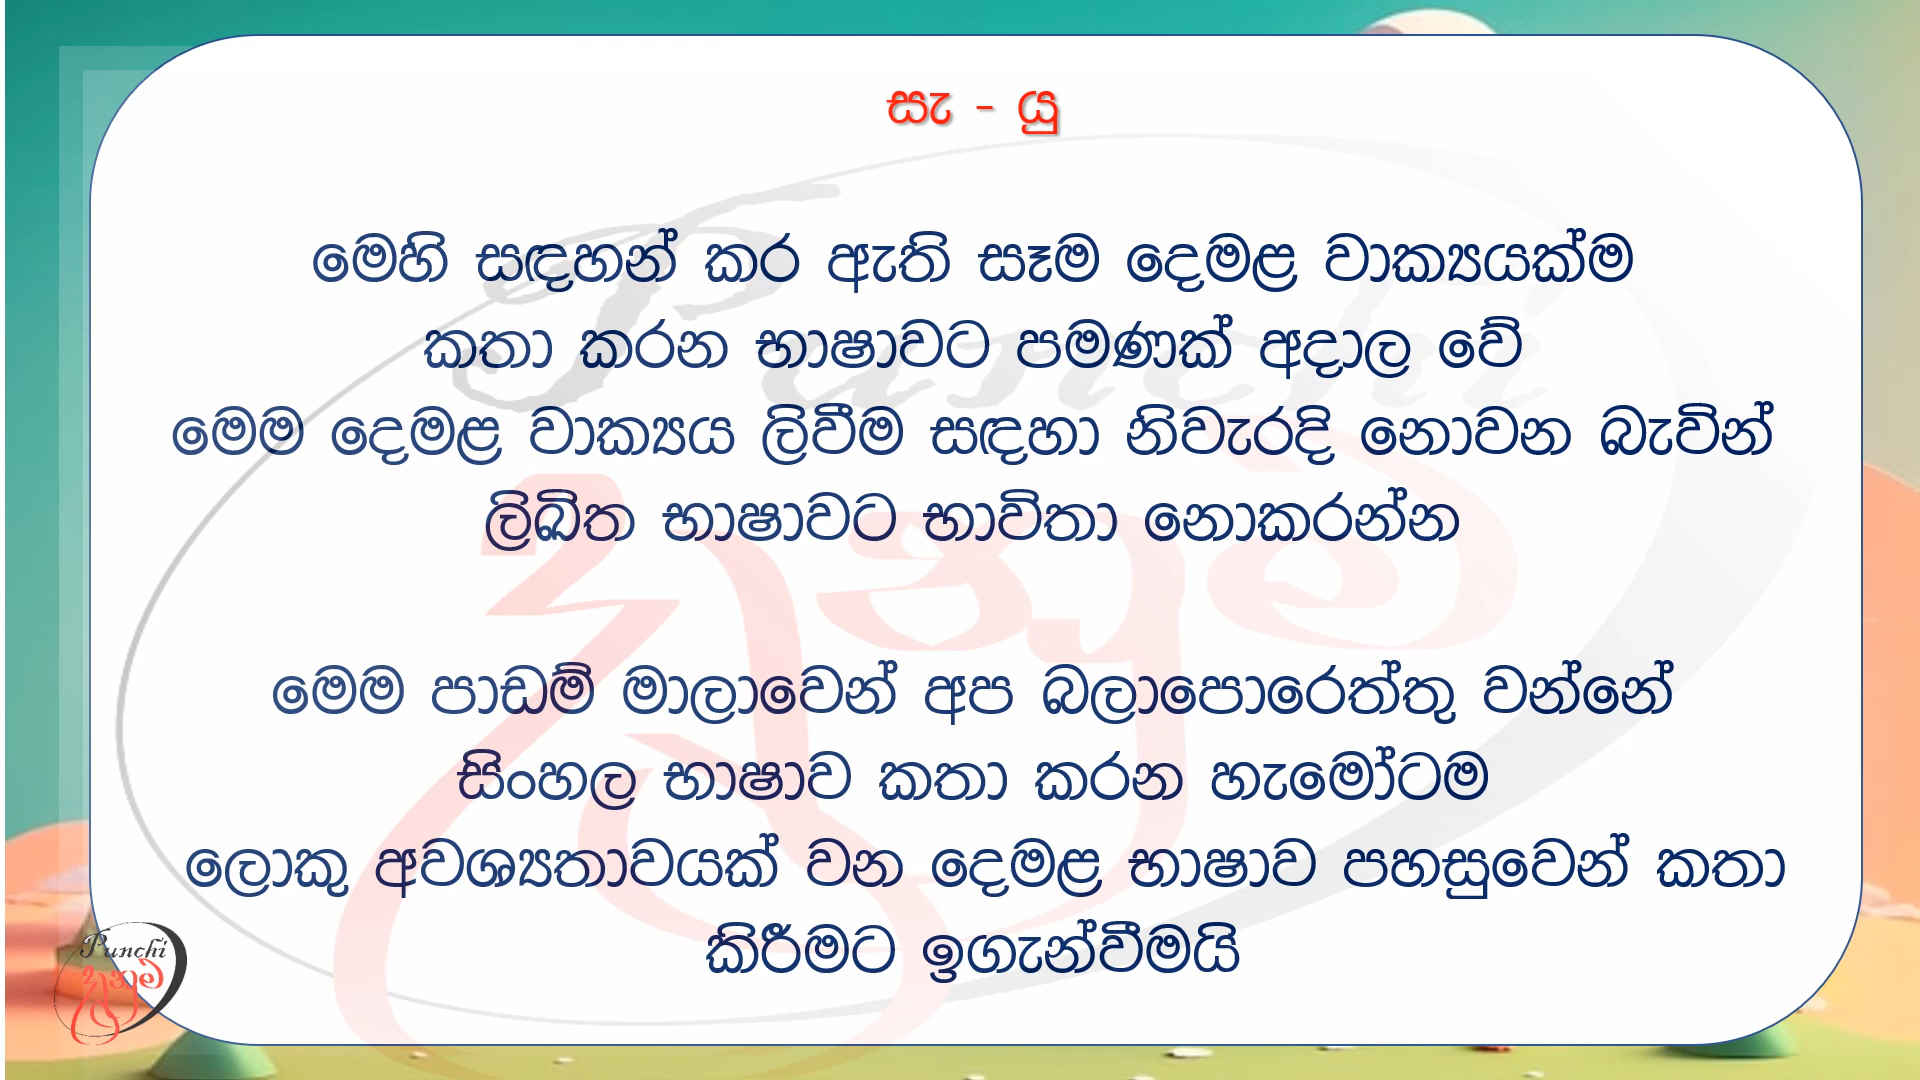 සැ - යු
මෙහි සඳහන් කර ඇති සෑම දෙමළ වාක්‍යයක්ම
කතා කරන භාෂාවට පමණක් අදාල වේ
මෙම දෙමළ වාක්‍යය ලිවීම සඳහා නිවැරදි නොවන බැවින්
ලිඛිත භාෂාවට භාවිතා නොකරන්න
මෙම පාඩම් මාලාවෙන් අප බලාපොරෙත්තු වන්නේ
සිංහල භාෂාව කතා කරන හැමෝටම
ලොකු අවශ්‍යතාවයක් වන දෙමළ භාෂාව පහසුවෙන් කතා
කිරීමට ඉගැන්වීමයි
Punchi
දැනුම